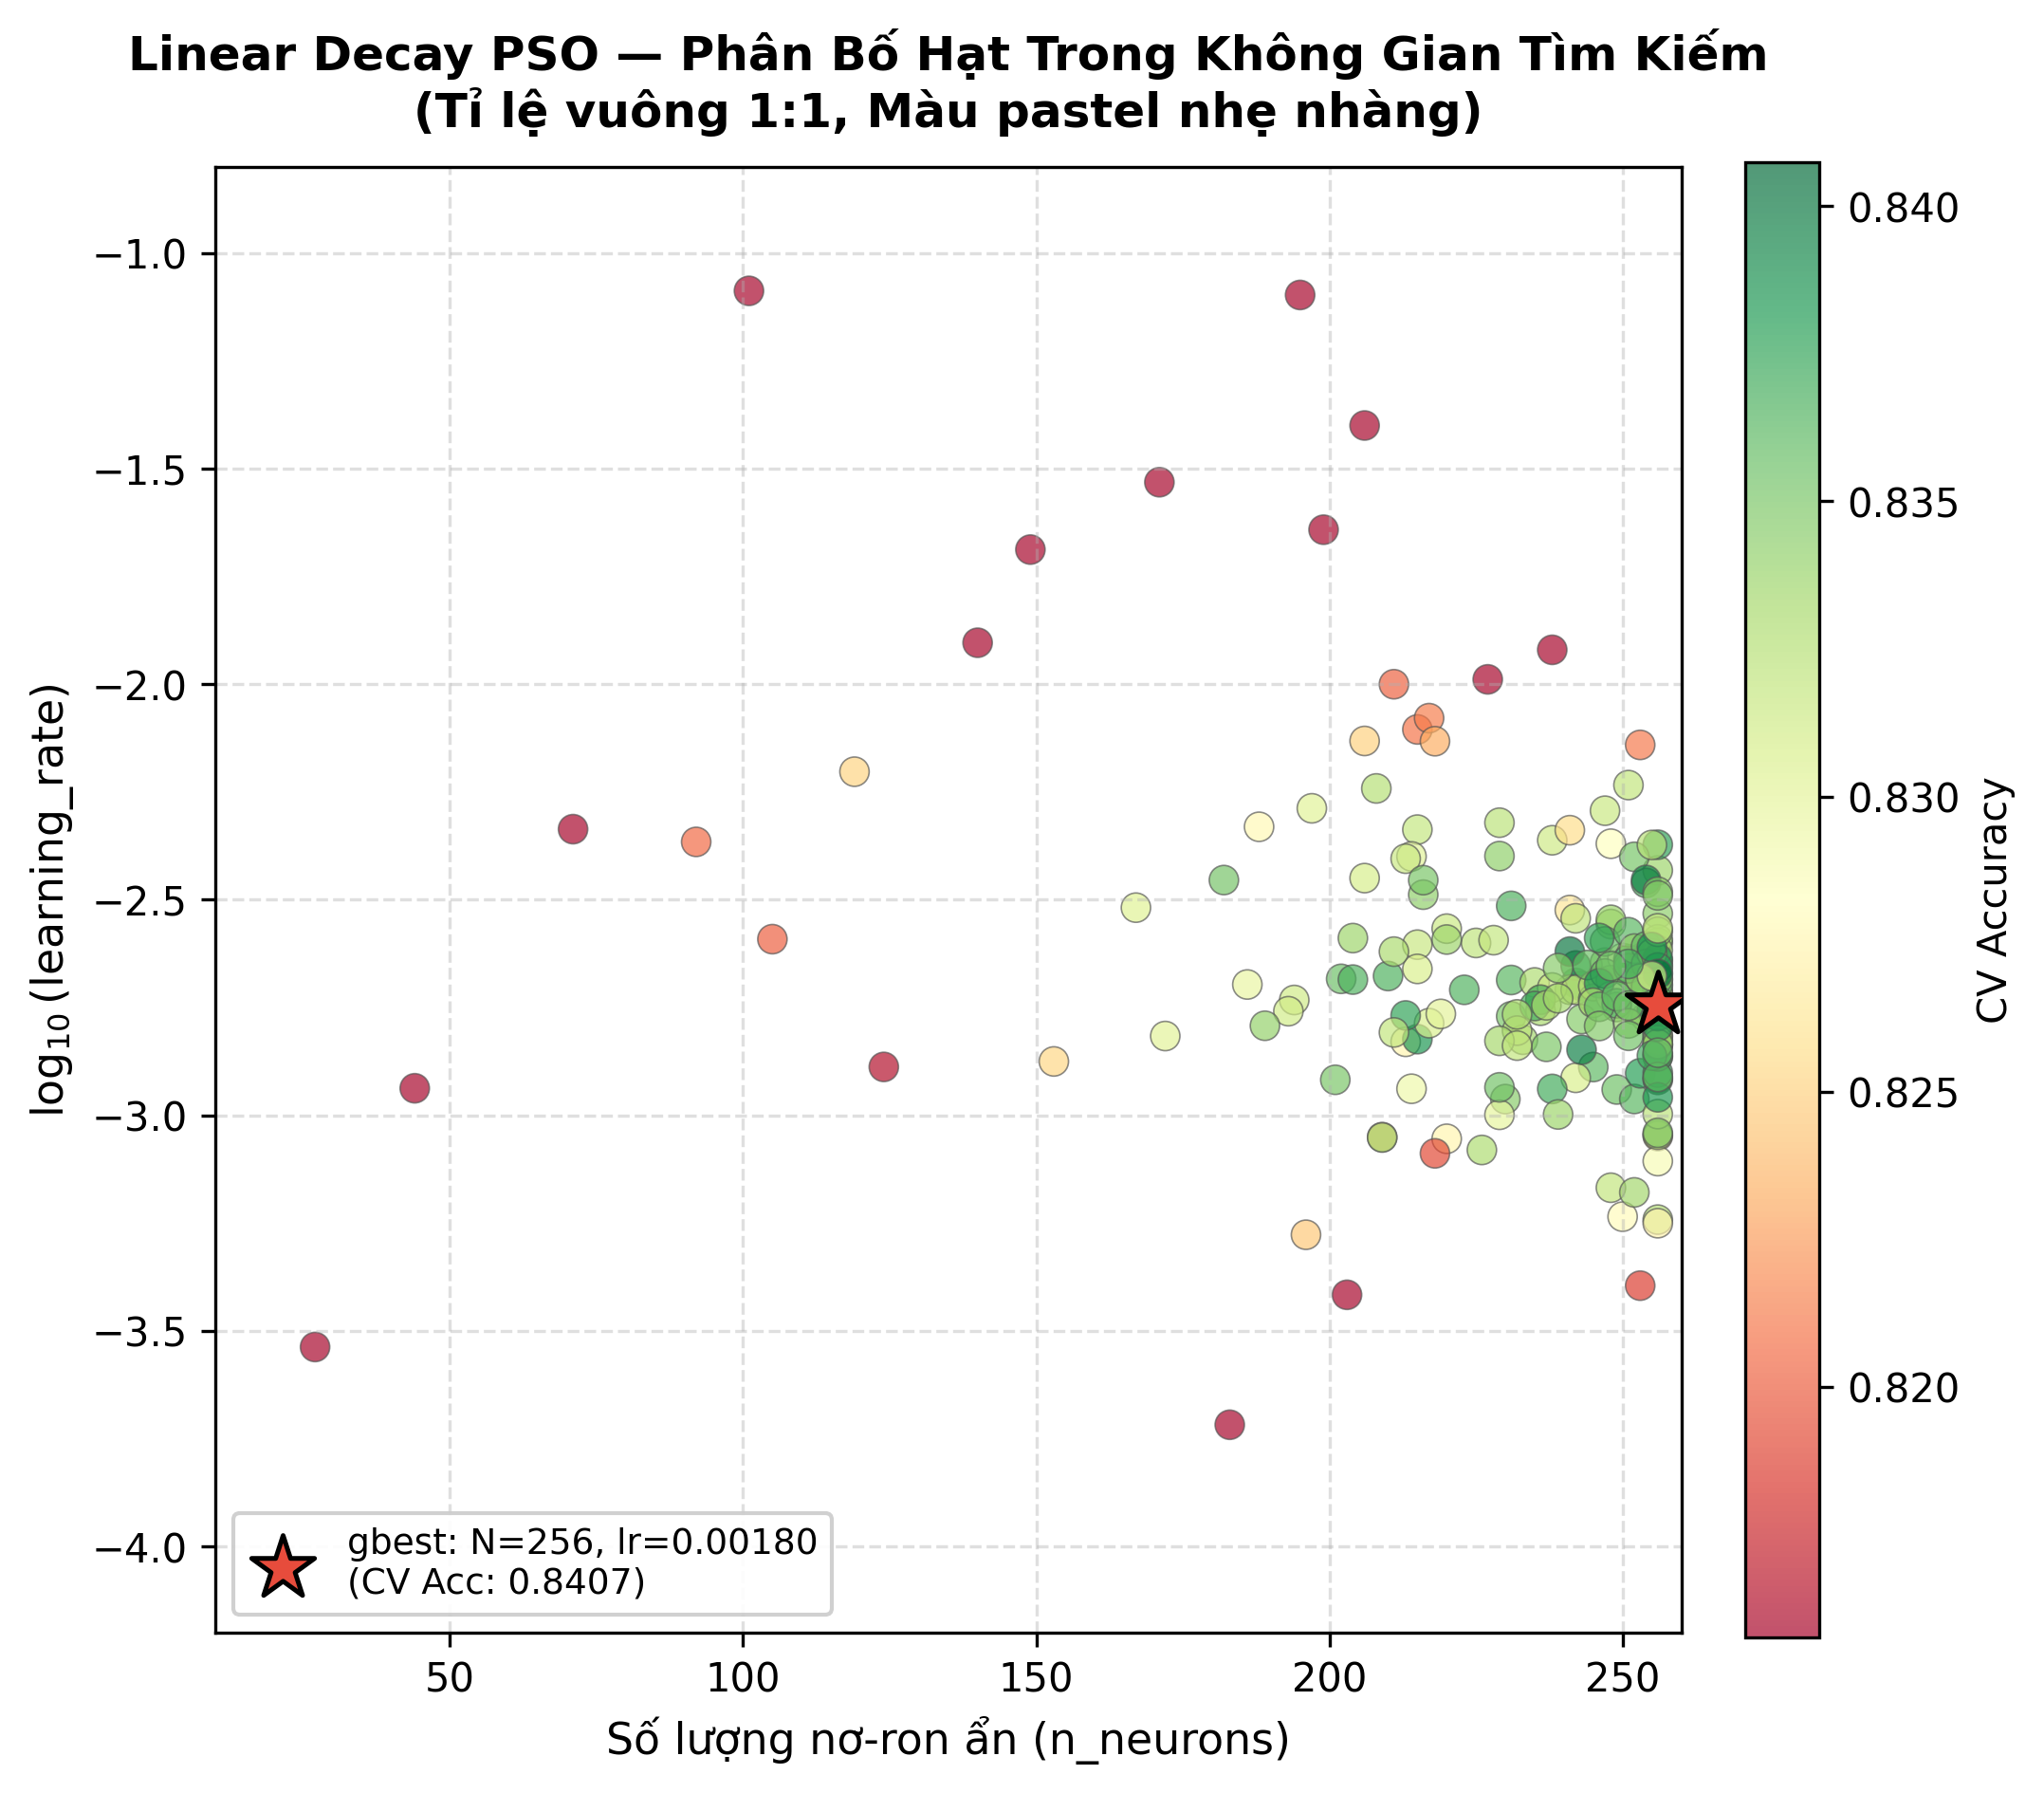 Linear Decay PSO — Phân Bố Hạt Trong Không Gian Tìm Kiếm
(Tỉ lệ vuông 1:1, Màu pastel nhẹ nhàng)
log₁₀ (learning_rate)
−1.0
−1.5
−2.0
−2.5
−3.0
−3.5
−4.0
gbest: N=256, lr=0.00180
(CV Acc: 0.8407)
50
100
150
200
250
Số lượng nơ-ron ẩn (n_neurons)
0.840
0.835
0.830
0.825
0.820
CV Accuracy